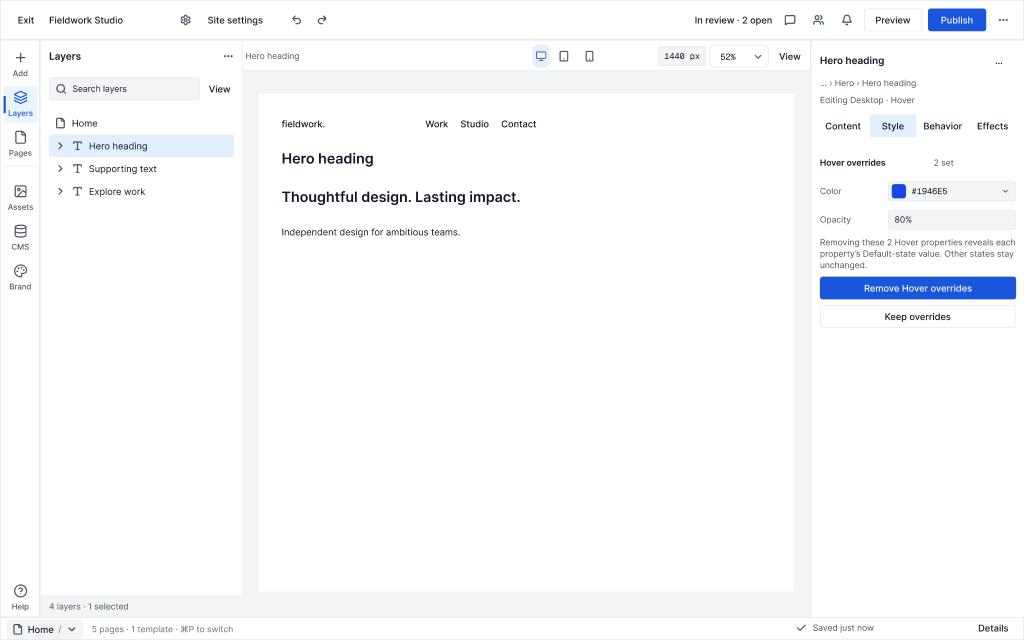 Exit
Fieldwork Studio
Site settings
In review · 2 open
Preview
Publish
...
Add
Layers
Pages
Assets
CMS
Brand
Help
Layers
...
Search layers
View
Home
Hero heading
Supporting text
Explore work
4 layers · 1 selected
Hero heading
1440 px
52%
View
fieldwork.
Work
Studio
Contact
Hero heading
Thoughtful design. Lasting impact.
Independent design for ambitious teams.
Hero heading
...
... › Hero › Hero heading
Editing Desktop · Hover
Content
Style
Behavior
Effects
Hover overrides
2 set
Color
#1946E5
Opacity
80%
Removing these 2 Hover properties reveals each
property's Default-state value. Other states stay
unchanged.
Remove Hover overrides
Keep overrides
Home /
5 pages · 1 template · ⌘P to switch
Saved just now
Details